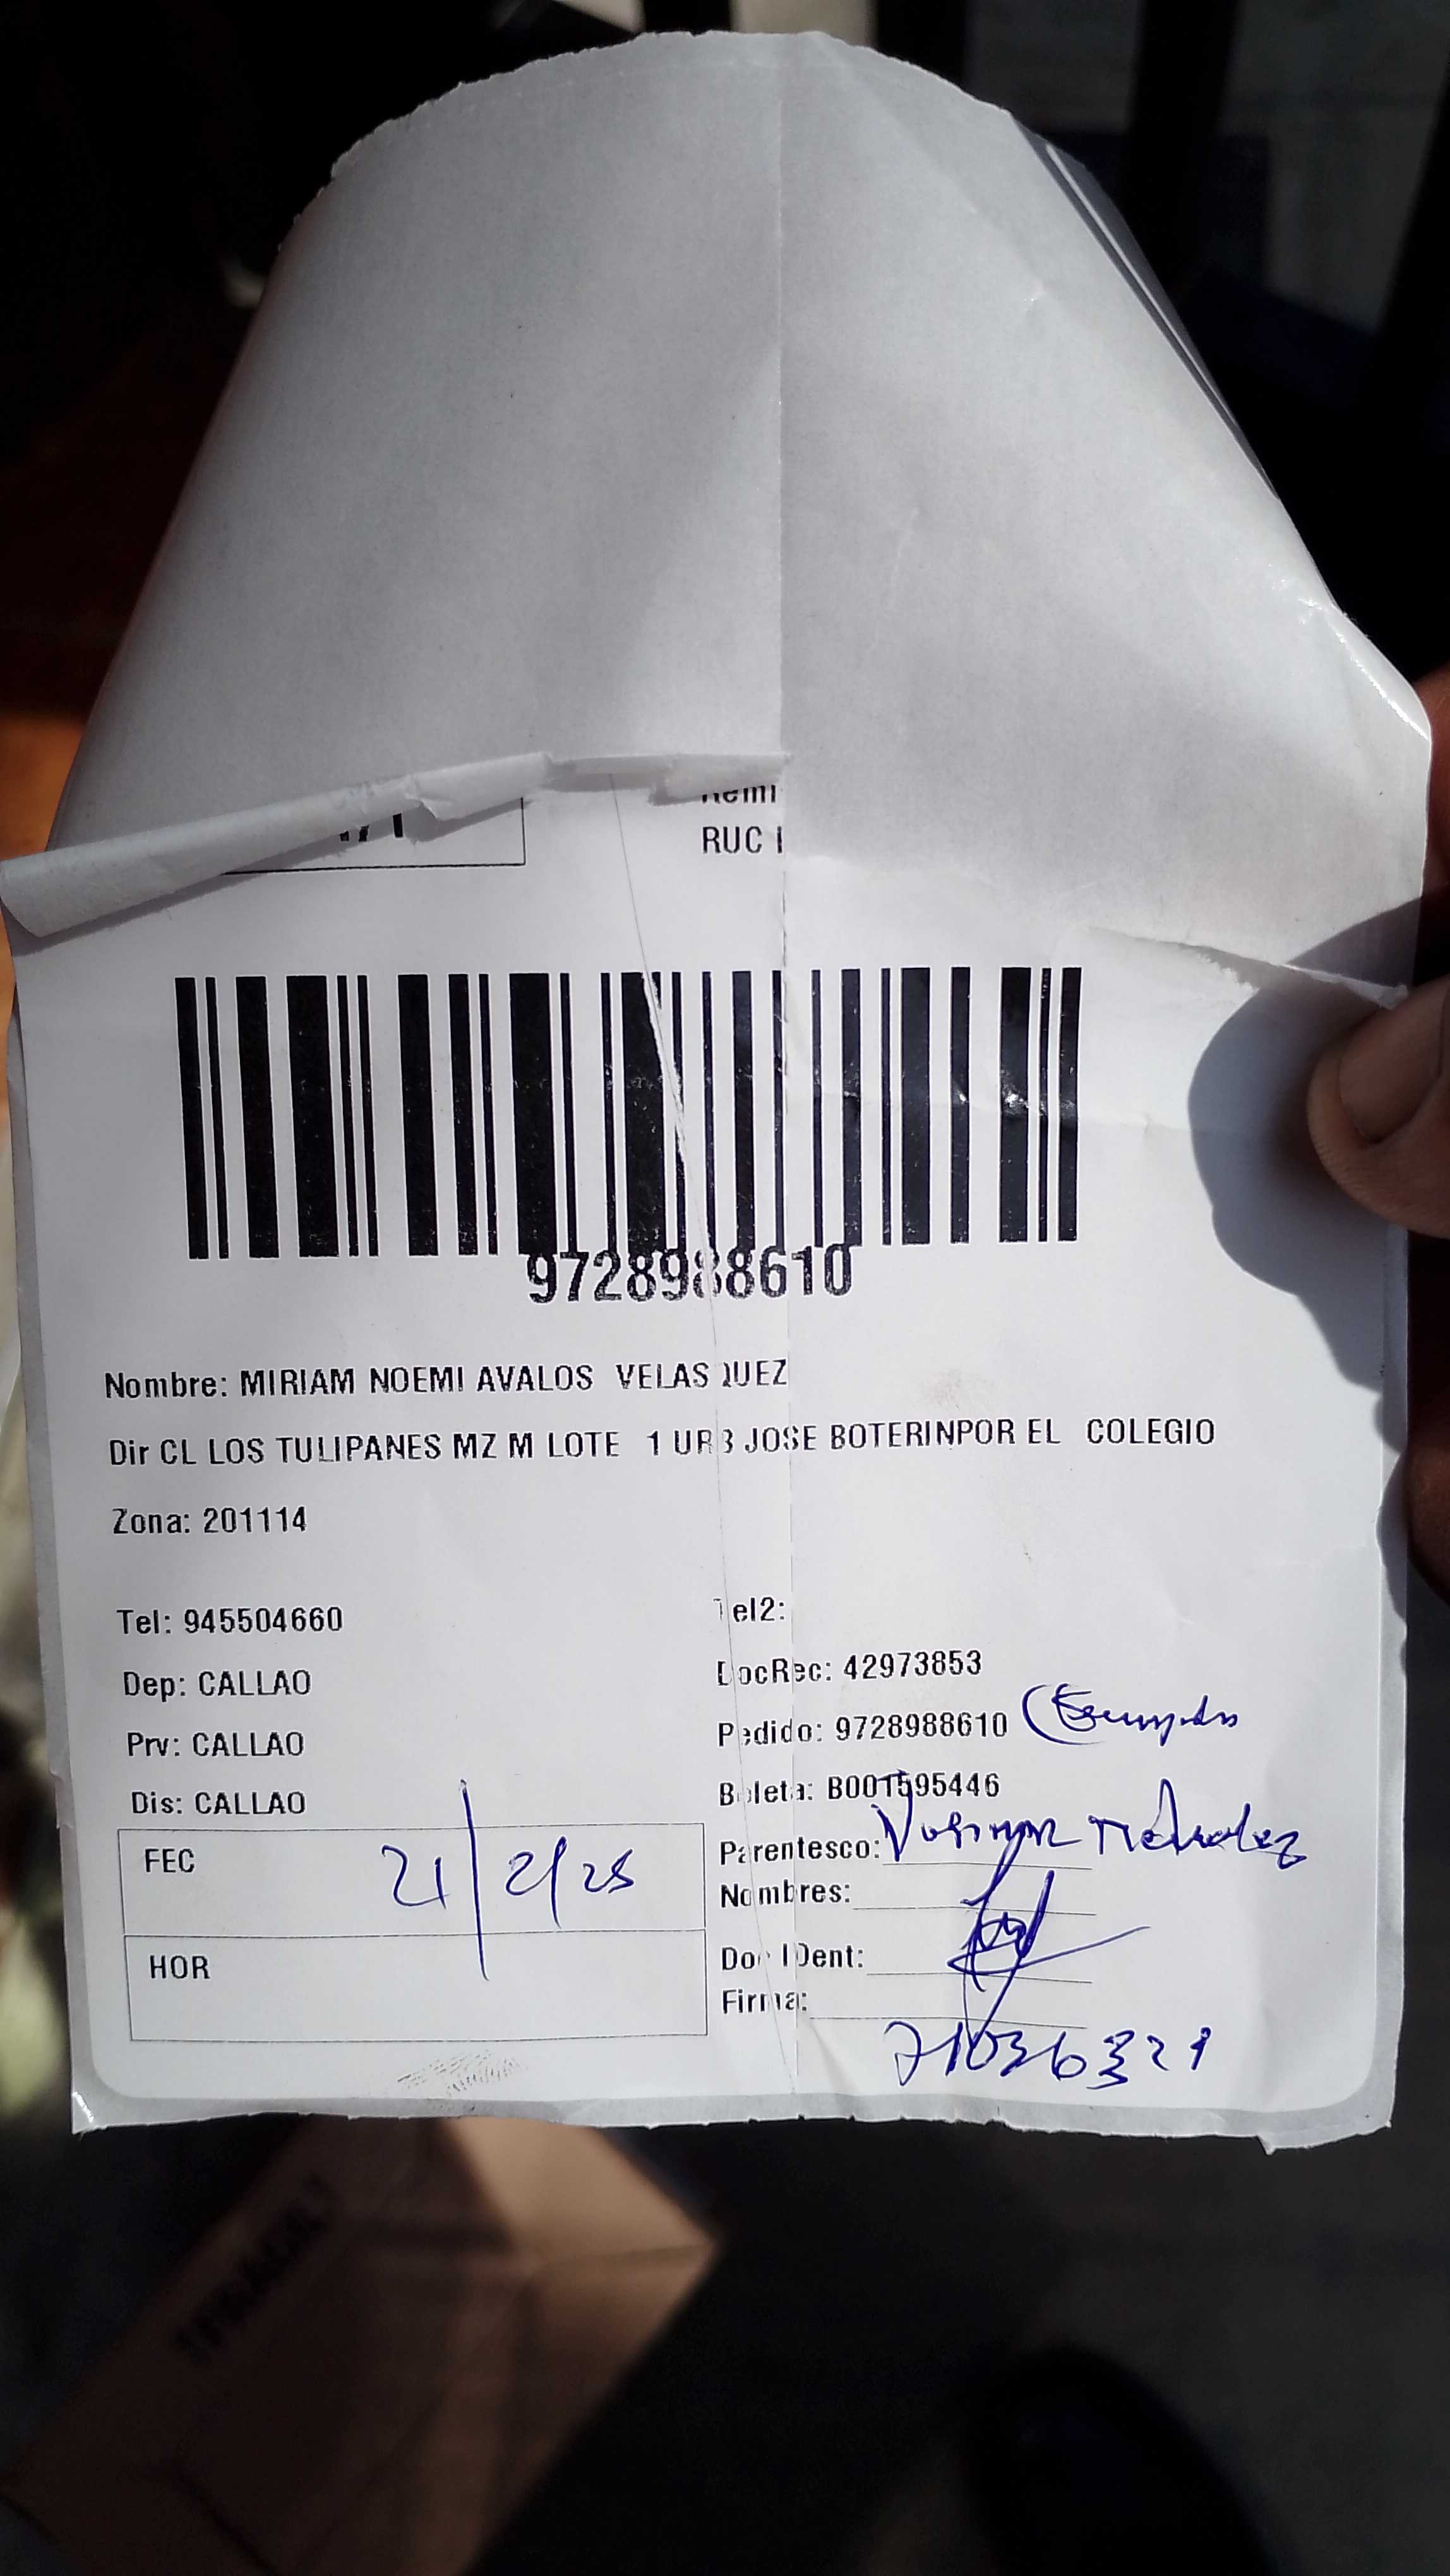 RUC
9728988610
Nombre: MIRIAM NOEMI AVALOS VELASQUEZ
Dir CL LOS TULIPANES MZ M LOTE 1 URB JOSE BOTERINPOR EL COLEGIO
Zona: 201114
Tel: 945504660
Tel2:
Dep: CALLAO
DocRec: 42973853
Prv: CALLAO
Pedido: 9728988610
Dis: CALLAO
Boleta: B001595446
FEC 21/2/25
Parentesco:
Nombres:
HOR
Doc IDent:
Firma:
71036321